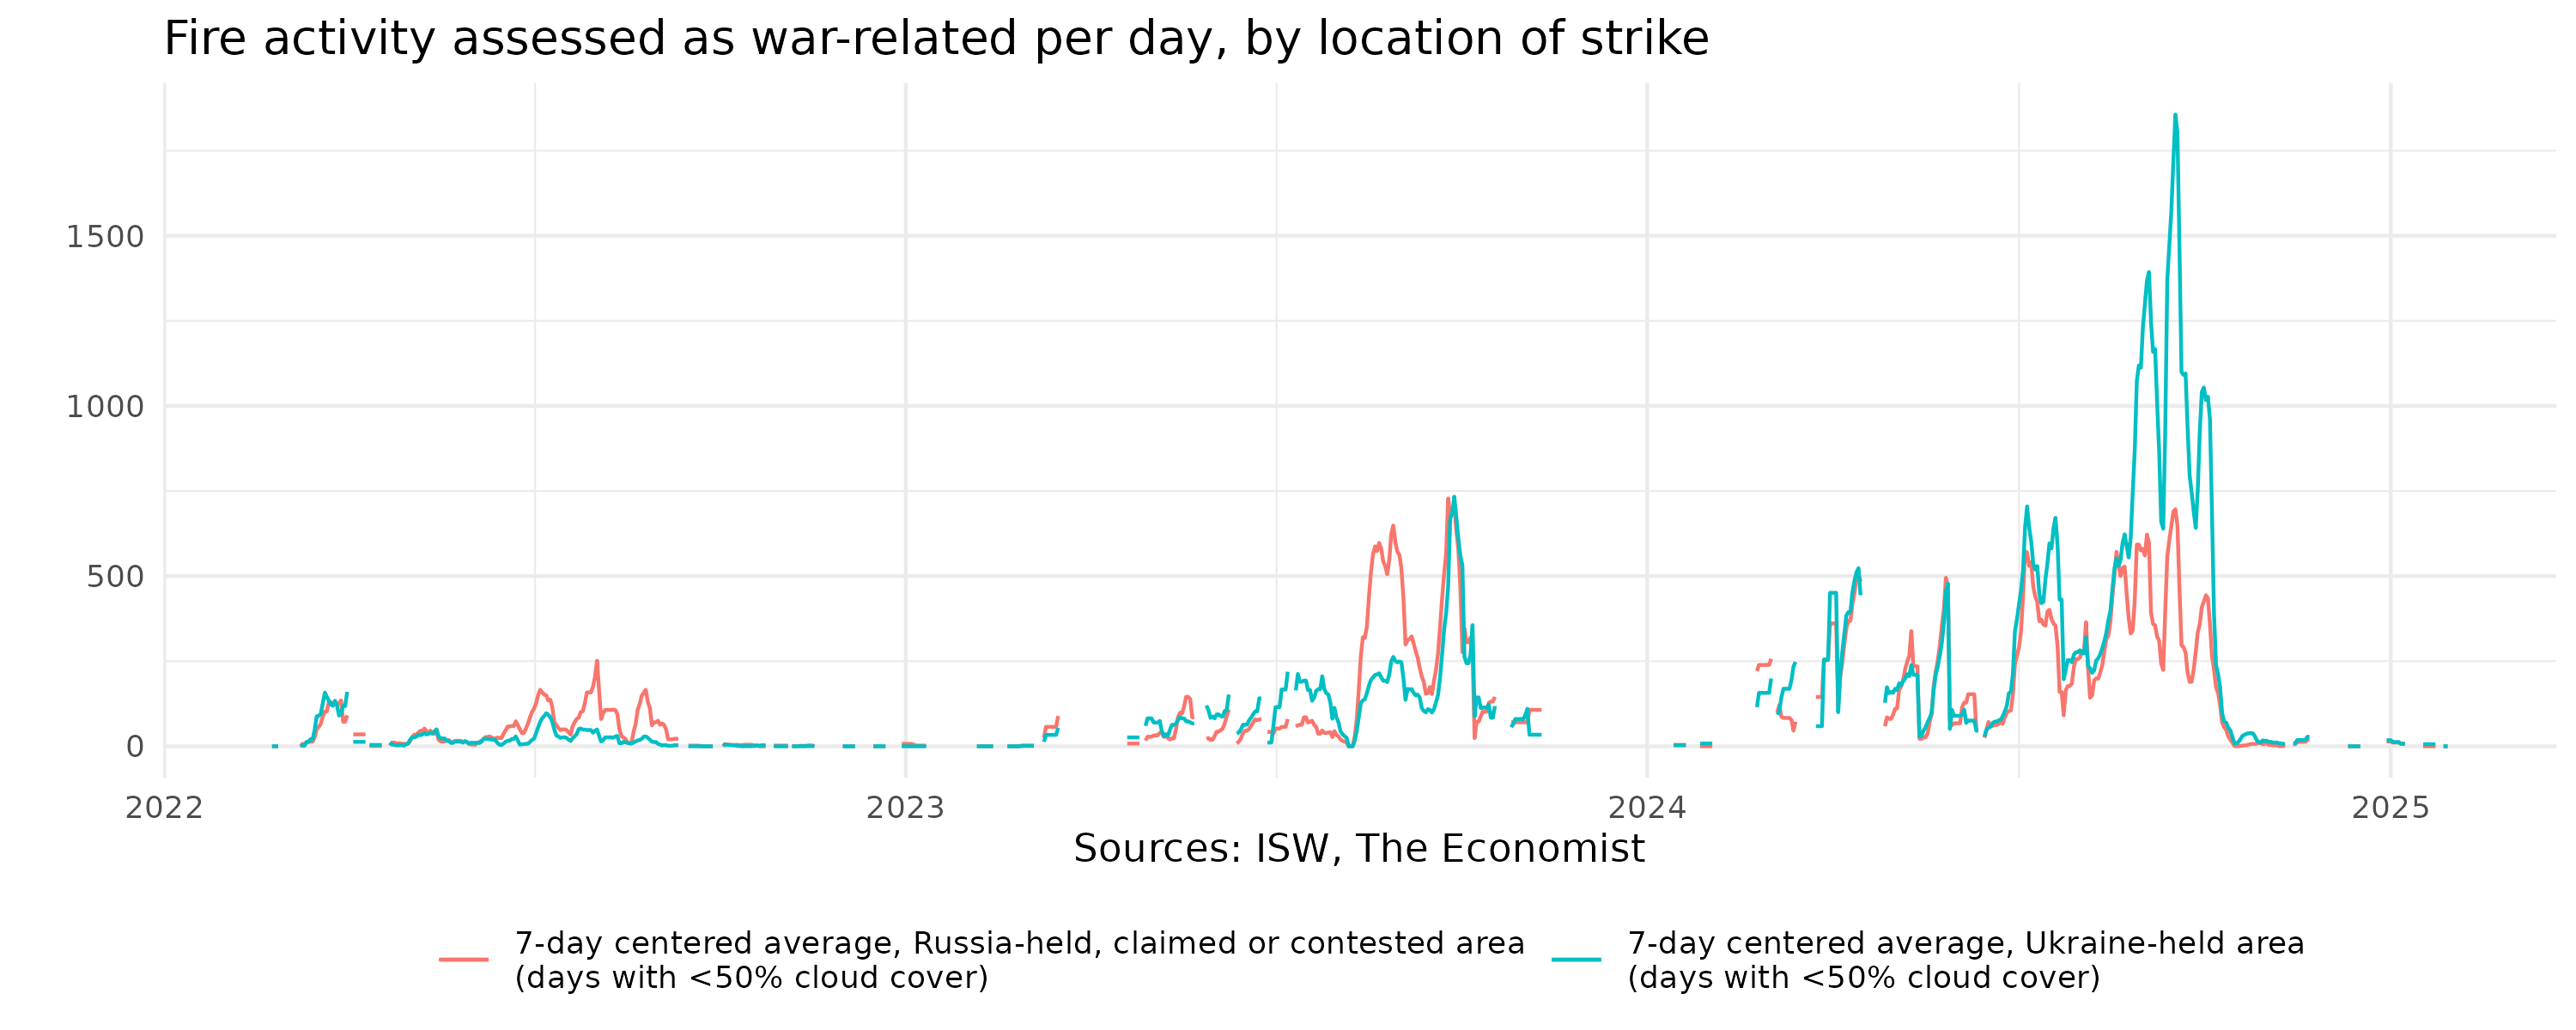 Fire activity assessed as war-related per day, by location of strike
1500
1000
500
0
2022
2023
2024
2025
Sources: ISW, The Economist
7-day centered average, Russia-held, claimed or contested area
(days with <50% cloud cover)
7-day centered average, Ukraine-held area
(days with <50% cloud cover)